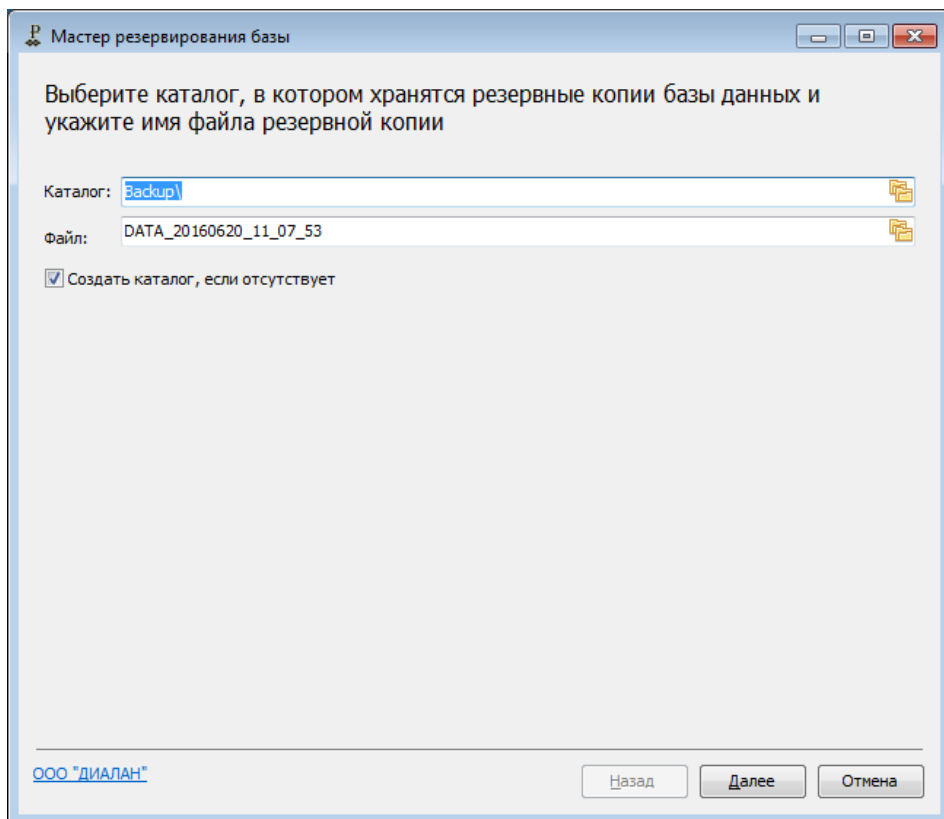 Мастер резервирования базы
Выберите каталог, в котором хранятся резервные копии базы данных и
укажите имя файла резервной копии
Каталог: Backup\
Файл: DATA_20160620_11_07_53
Создать каталог, если отсутствует
ООО "ДИАЛАН" Назад Далее Отмена